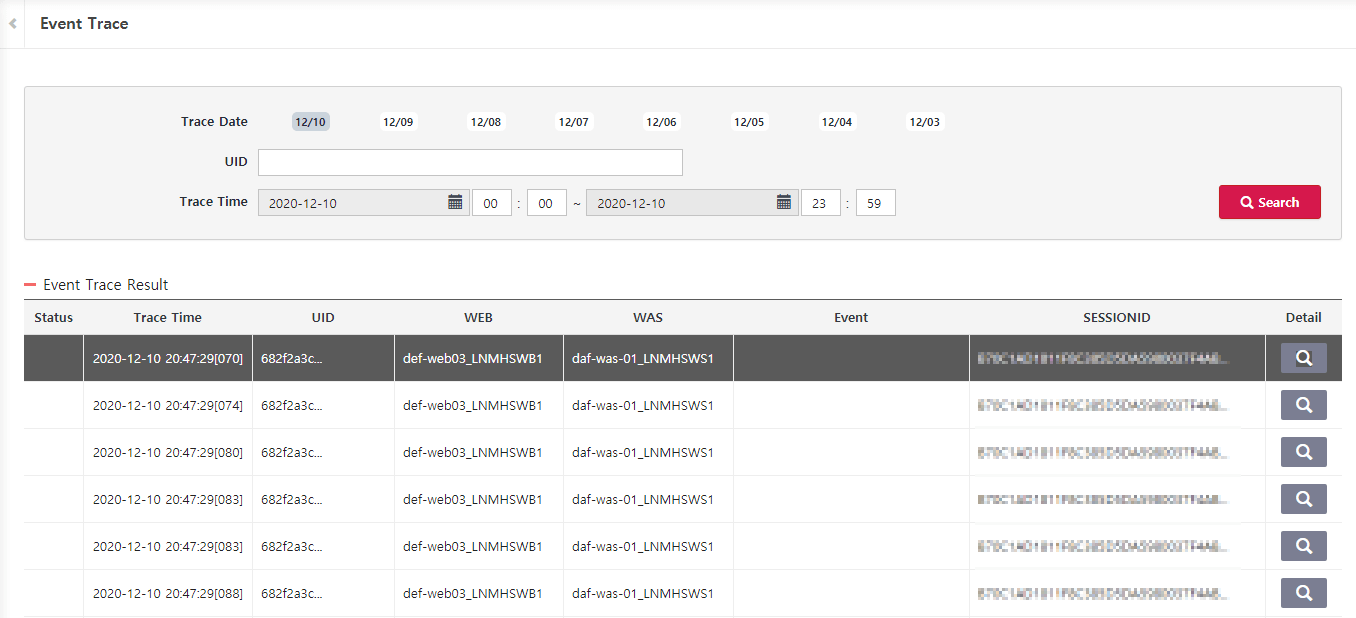 Event Trace
Trace Date 12/10 12/09 12/08 12/07 12/06 12/05 12/04 12/03
UID
Trace Time 2020-12-10 00 : 00 ~ 2020-12-10 23 : 59 Search
Event Trace Result
Status Trace Time UID WEB WAS Event SESSIONID Detail
2020-12-10 20:47:29[070] 682f2a3c... def-web03_LNMHSWB1 daf-was-01_LNMHSWS1
2020-12-10 20:47:29[074] 682f2a3c... def-web03_LNMHSWB1 daf-was-01_LNMHSWS1
2020-12-10 20:47:29[080] 682f2a3c... def-web03_LNMHSWB1 daf-was-01_LNMHSWS1
2020-12-10 20:47:29[083] 682f2a3c... def-web03_LNMHSWB1 daf-was-01_LNMHSWS1
2020-12-10 20:47:29[083] 682f2a3c... def-web03_LNMHSWB1 daf-was-01_LNMHSWS1
2020-12-10 20:47:29[088] 682f2a3c... def-web03_LNMHSWB1 daf-was-01_LNMHSWS1